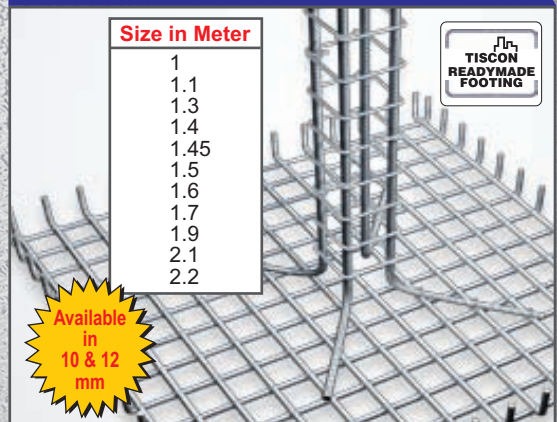 Size in Meter
1
1.1
1.3
1.4
1.45
1.5
1.6
1.7
1.9
2.1
2.2
TISCON
READYMADE
FOOTING
Available
in
10 & 12
mm